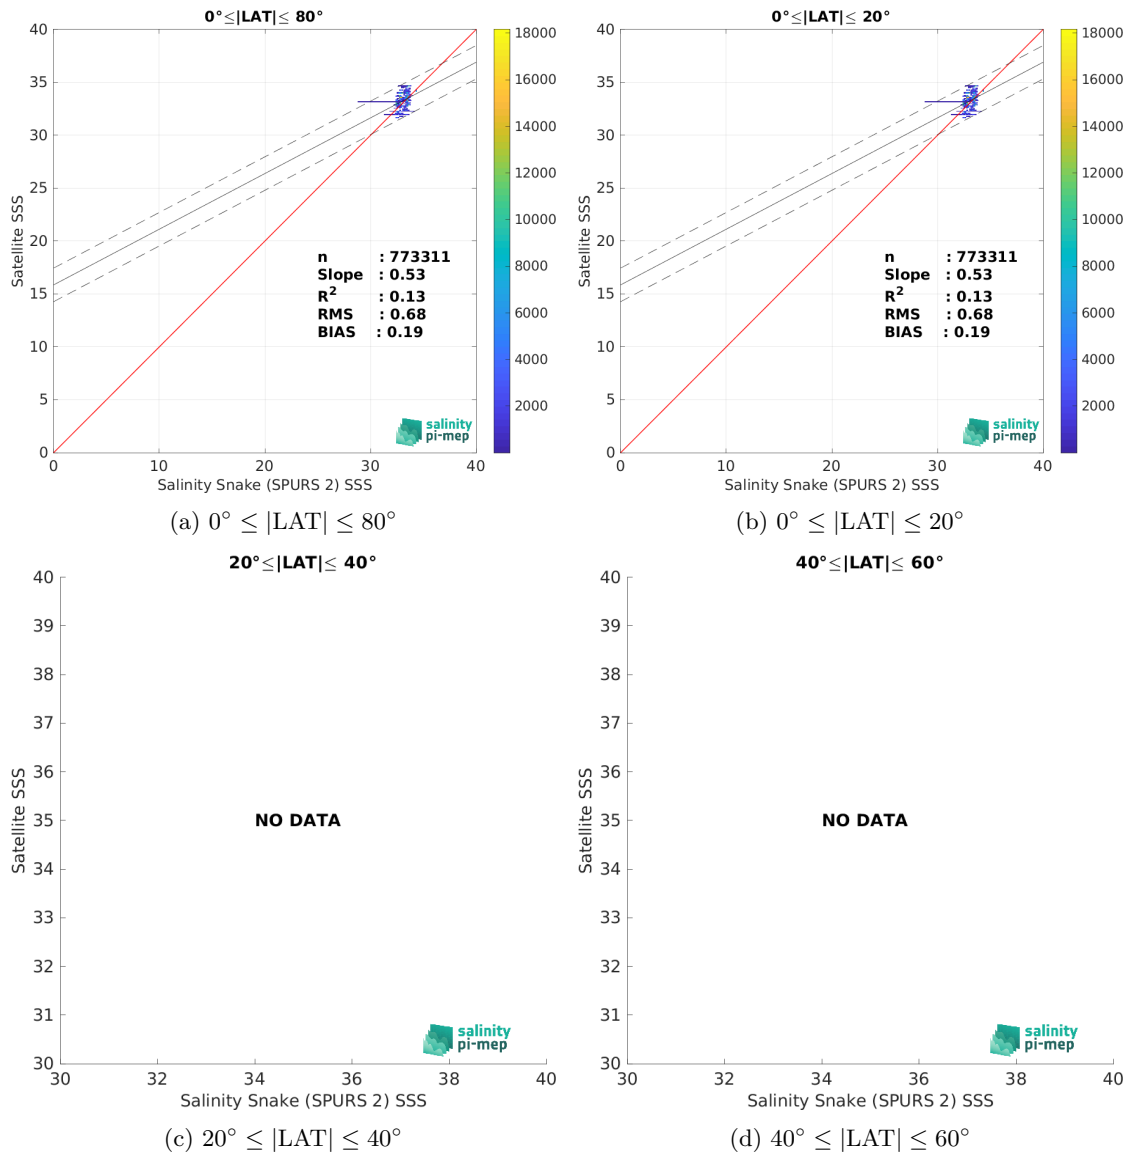 0°≤|LAT|≤ 80°
40
35
30
25
20
15
10
5
0
Satellite SSS
n : 773311
Slope : 0.53
R² : 0.13
RMS : 0.68
BIAS : 0.19
salinity
pi-mep
0 10 20 30 40
Salinity Snake (SPURS 2) SSS
18000
16000
14000
12000
10000
8000
6000
4000
2000
(a) 0° ≤ |LAT| ≤ 80°
0°≤|LAT|≤ 20°
40
35
30
25
20
15
10
5
0
Satellite SSS
n : 773311
Slope : 0.53
R² : 0.13
RMS : 0.68
BIAS : 0.19
salinity
pi-mep
0 10 20 30 40
Salinity Snake (SPURS 2) SSS
18000
16000
14000
12000
10000
8000
6000
4000
2000
(b) 0° ≤ |LAT| ≤ 20°
20°≤|LAT|≤ 40°
40
39
38
37
36
35
34
33
32
31
30
Satellite SSS
NO DATA
salinity
pi-mep
30 32 34 36 38 40
Salinity Snake (SPURS 2) SSS
(c) 20° ≤ |LAT| ≤ 40°
40°≤|LAT|≤ 60°
40
39
38
37
36
35
34
33
32
31
30
Satellite SSS
NO DATA
salinity
pi-mep
30 32 34 36 38 40
Salinity Snake (SPURS 2) SSS
(d) 40° ≤ |LAT| ≤ 60°